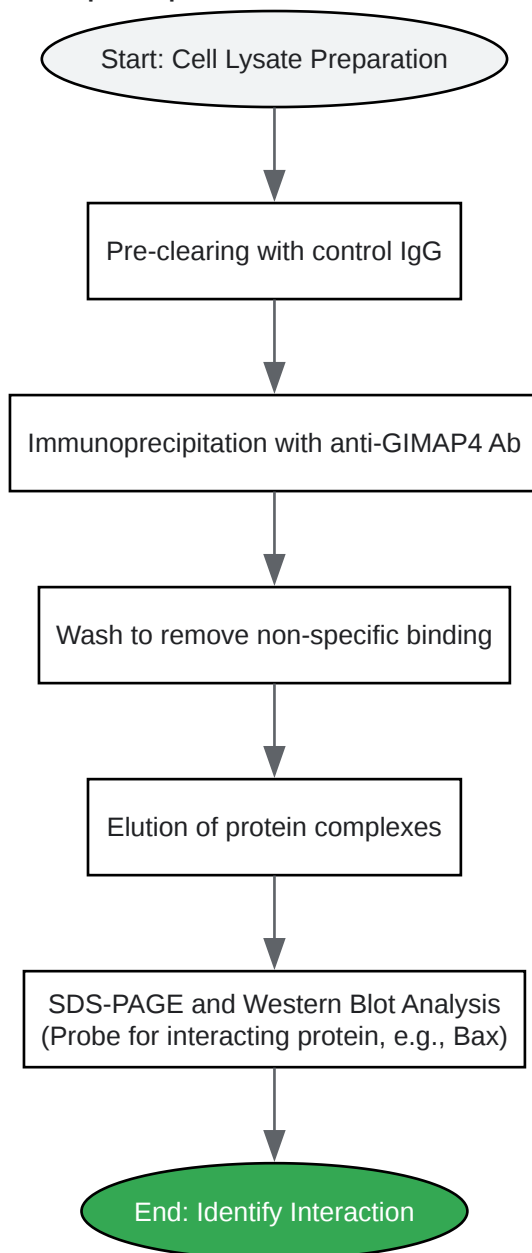 Start: Cell Lysate Preparation
Pre-clearing with control IgG
Immunoprecipitation with anti-GIMAP4 Ab
Wash to remove non-specific binding
Elution of protein complexes
SDS-PAGE and Western Blot Analysis
(Probe for interacting protein, e.g., Bax)
End: Identify Interaction